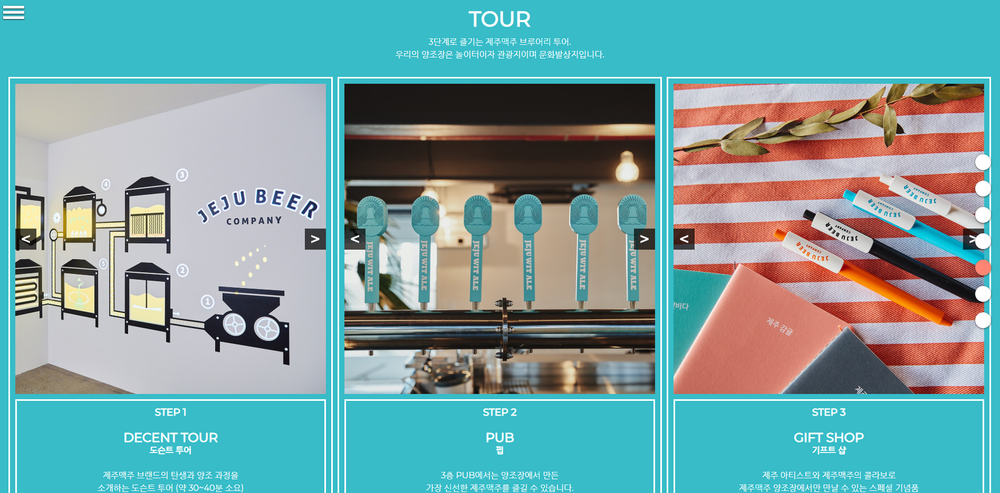 TOUR
3단계로 즐기는 제주맥주 브루어리 투어.
우리의 양조장은 놀이터이자 관광지이며 문화발상지입니다.
4
3
JEJU BEER
COMPANY
5
2
1
<
>
JEJU WIT ALE
JEJU WIT ALE
JEJU WIT ALE
JEJU WIT ALE
JEJU WIT ALE
JEJU WIT ALE
<
>
JEJU BEER
COMPANY
JEJU BEER
COMPANY
JEJU BEER
COMPANY
JEJU BEER
COMPANY
바다
제주 감귤
<
>
STEP 1
DECENT TOUR
도슨트 투어
제주맥주 브랜드의 탄생과 양조 과정을
소개하는 도슨트 투어 (약 30~40분 소요)
STEP 2
PUB
펍
3층 PUB에서는 양조장에서 만든
가장 신선한 제주맥주를 즐길 수 있습니다.
STEP 3
GIFT SHOP
기프트 샵
제주 아티스트와 제주맥주의 콜라보로
제주맥주 양조장에서만 만날 수 있는 스페셜 기념품